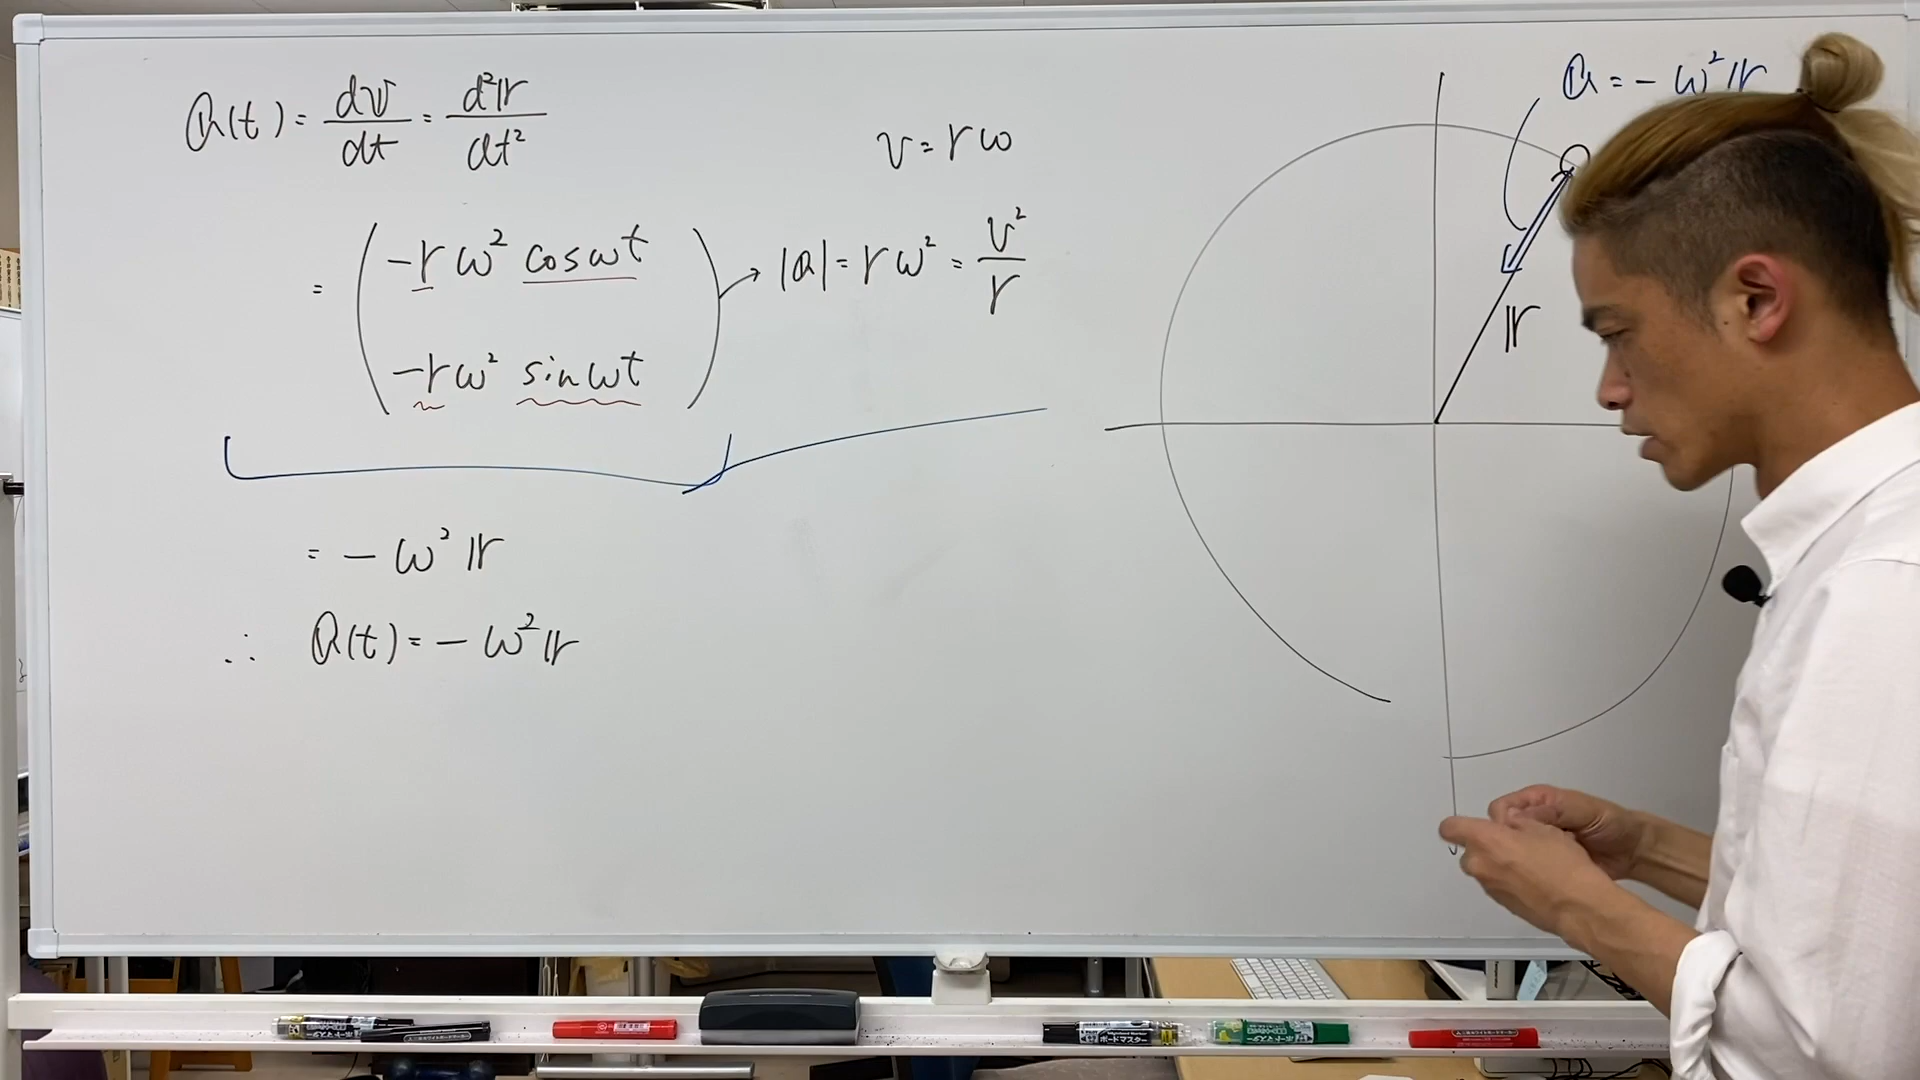 a(t) = dv/dt = d²r/dt²
= ( -rω² cosωt
-rω² sinωt )
→ |a| = rω² = v²/r
v = rω
= -ω² r
∴ a(t) = -ω² r
a = -ω² r
r